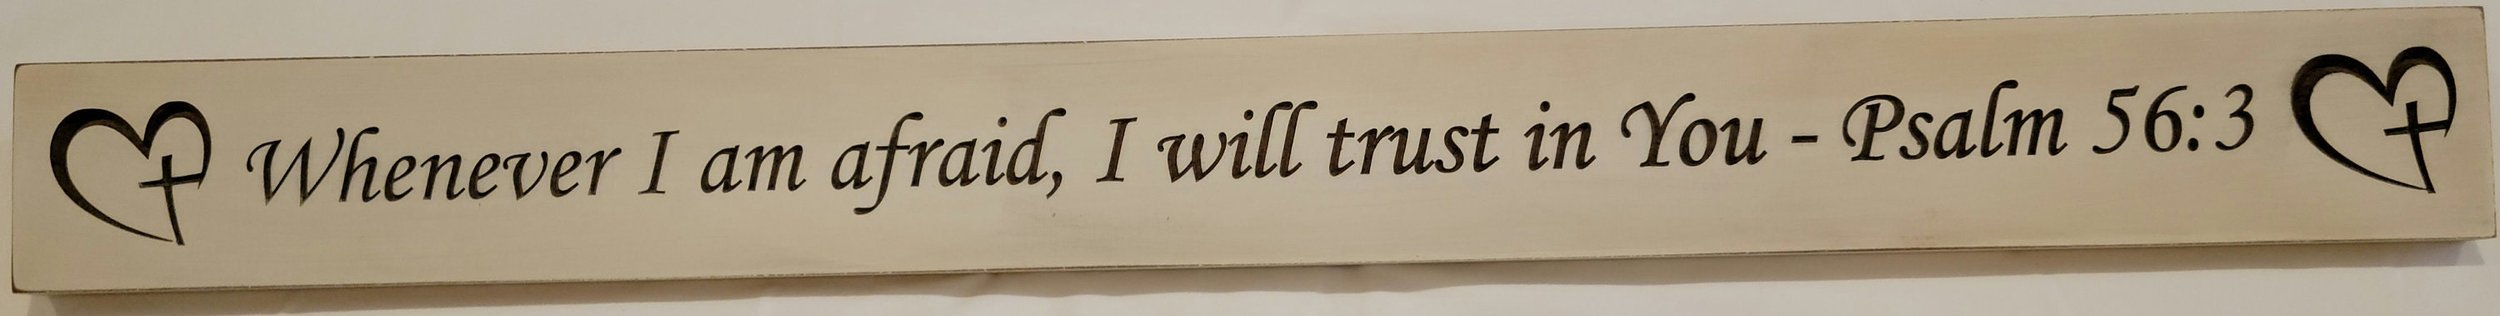 Whenever I am afraid, I will trust in You - Psalm 56:3